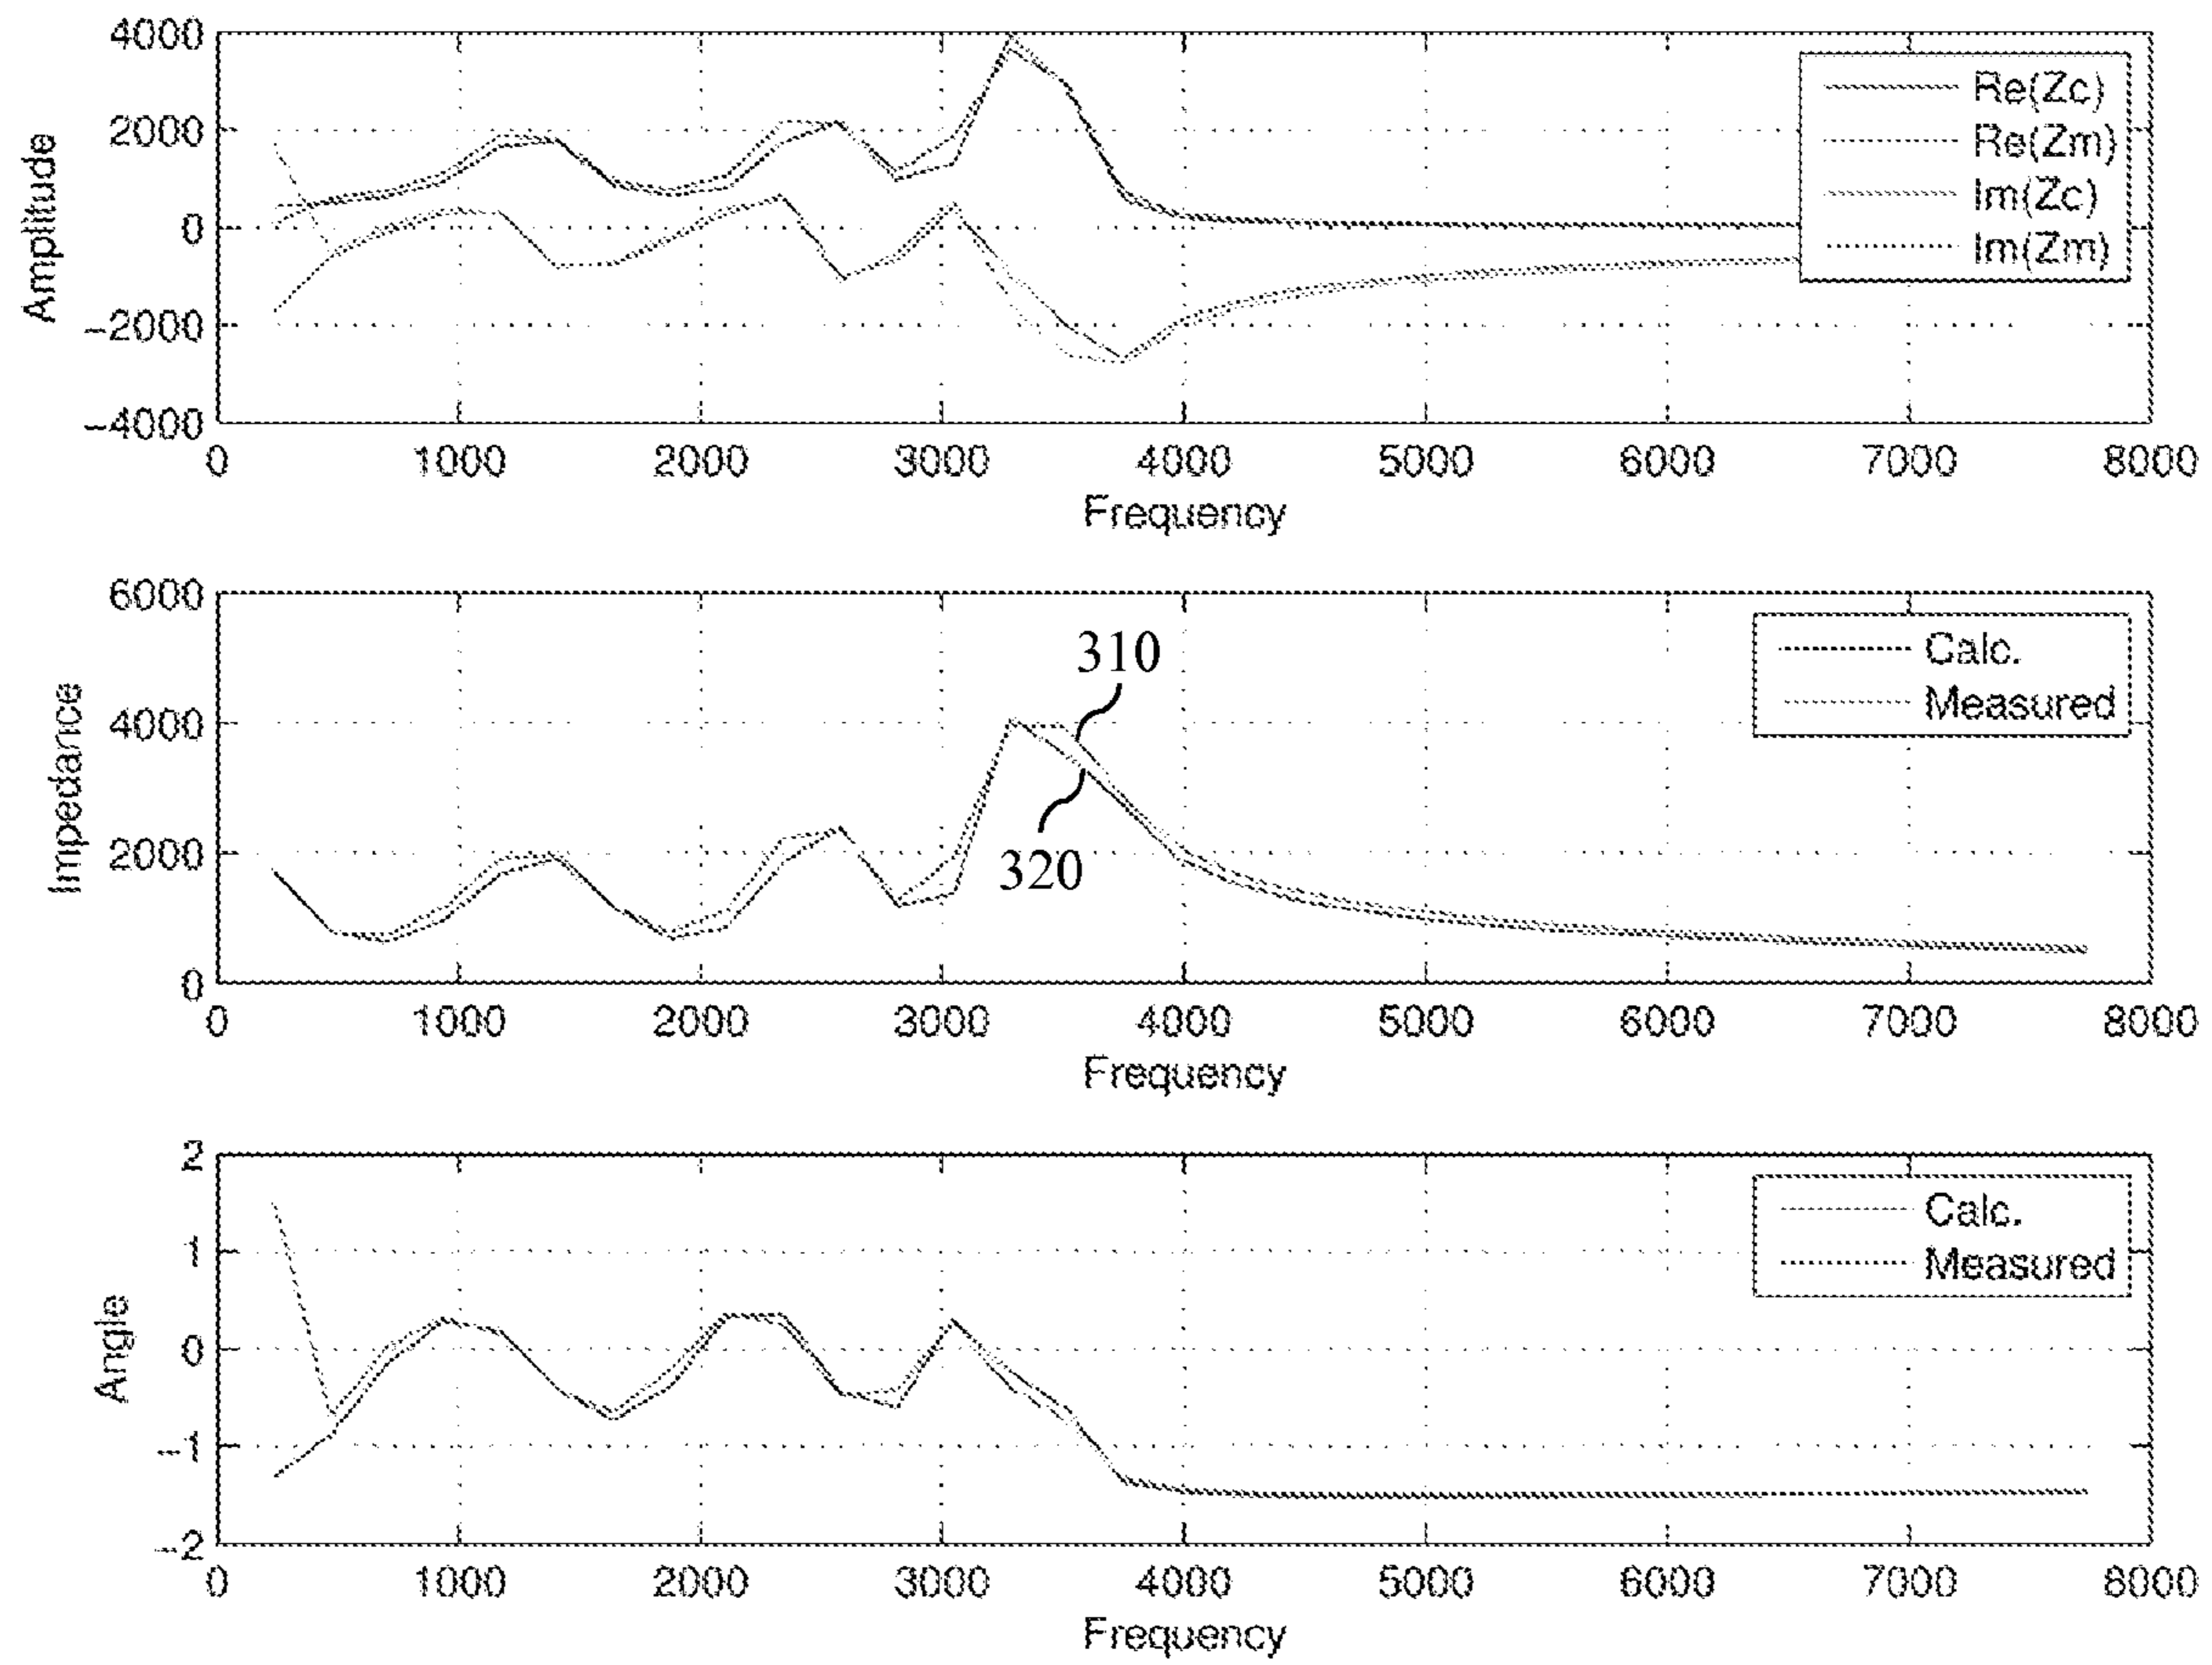 4000
2000
0
−2000
−4000
Amplitude
Re(Zc)
Re(Zm)
Im(Zc)
Im(Zm)
0 1000 2000 3000 4000 5000 6000 7000 8000
Frequency
6000
4000
2000
0
Impedance
310
320
Calc.
Measured
0 1000 2000 3000 4000 5000 6000 7000 8000
Frequency
2
1
0
−1
−2
Angle
Calc.
Measured
0 1000 2000 3000 4000 5000 6000 7000 8000
Frequency